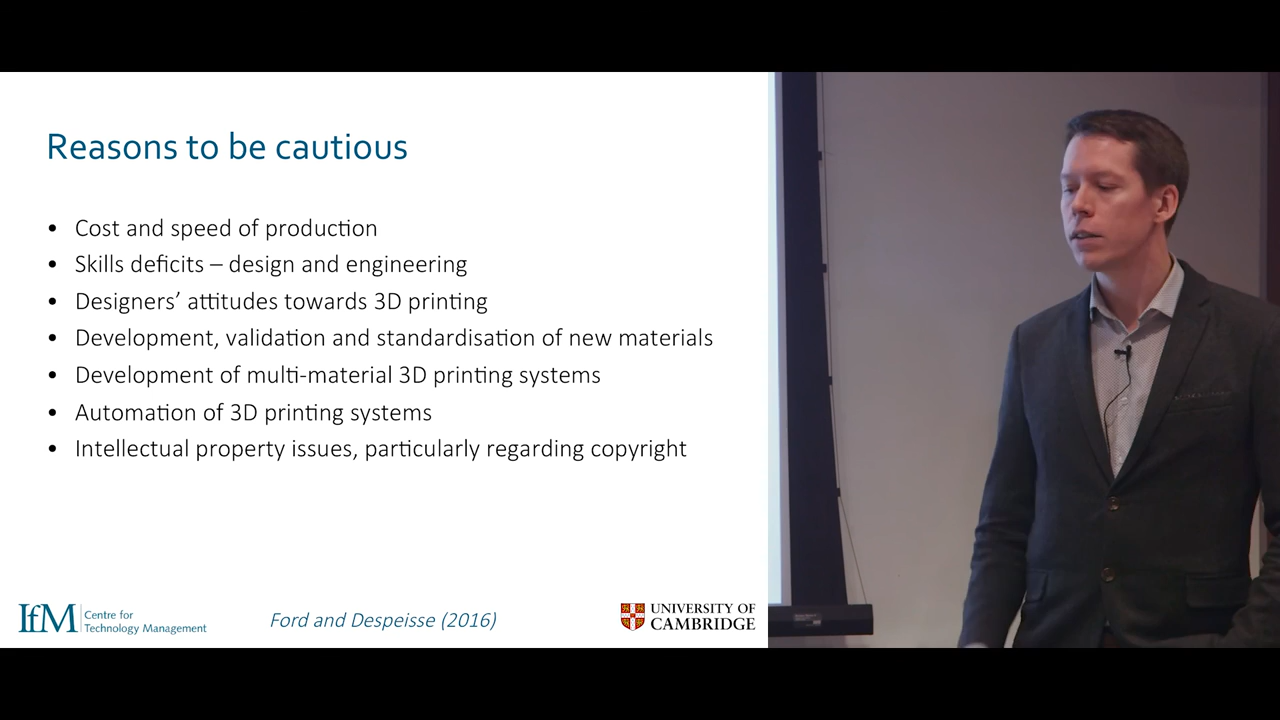 Reasons to be cautious
• Cost and speed of production
• Skills deficits – design and engineering
• Designers’ attitudes towards 3D printing
• Development, validation and standardisation of new materials
• Development of multi-material 3D printing systems
• Automation of 3D printing systems
• Intellectual property issues, particularly regarding copyright
IfM
Centre for
Technology Management
Ford and Despeisse (2016)
UNIVERSITY OF
CAMBRIDGE